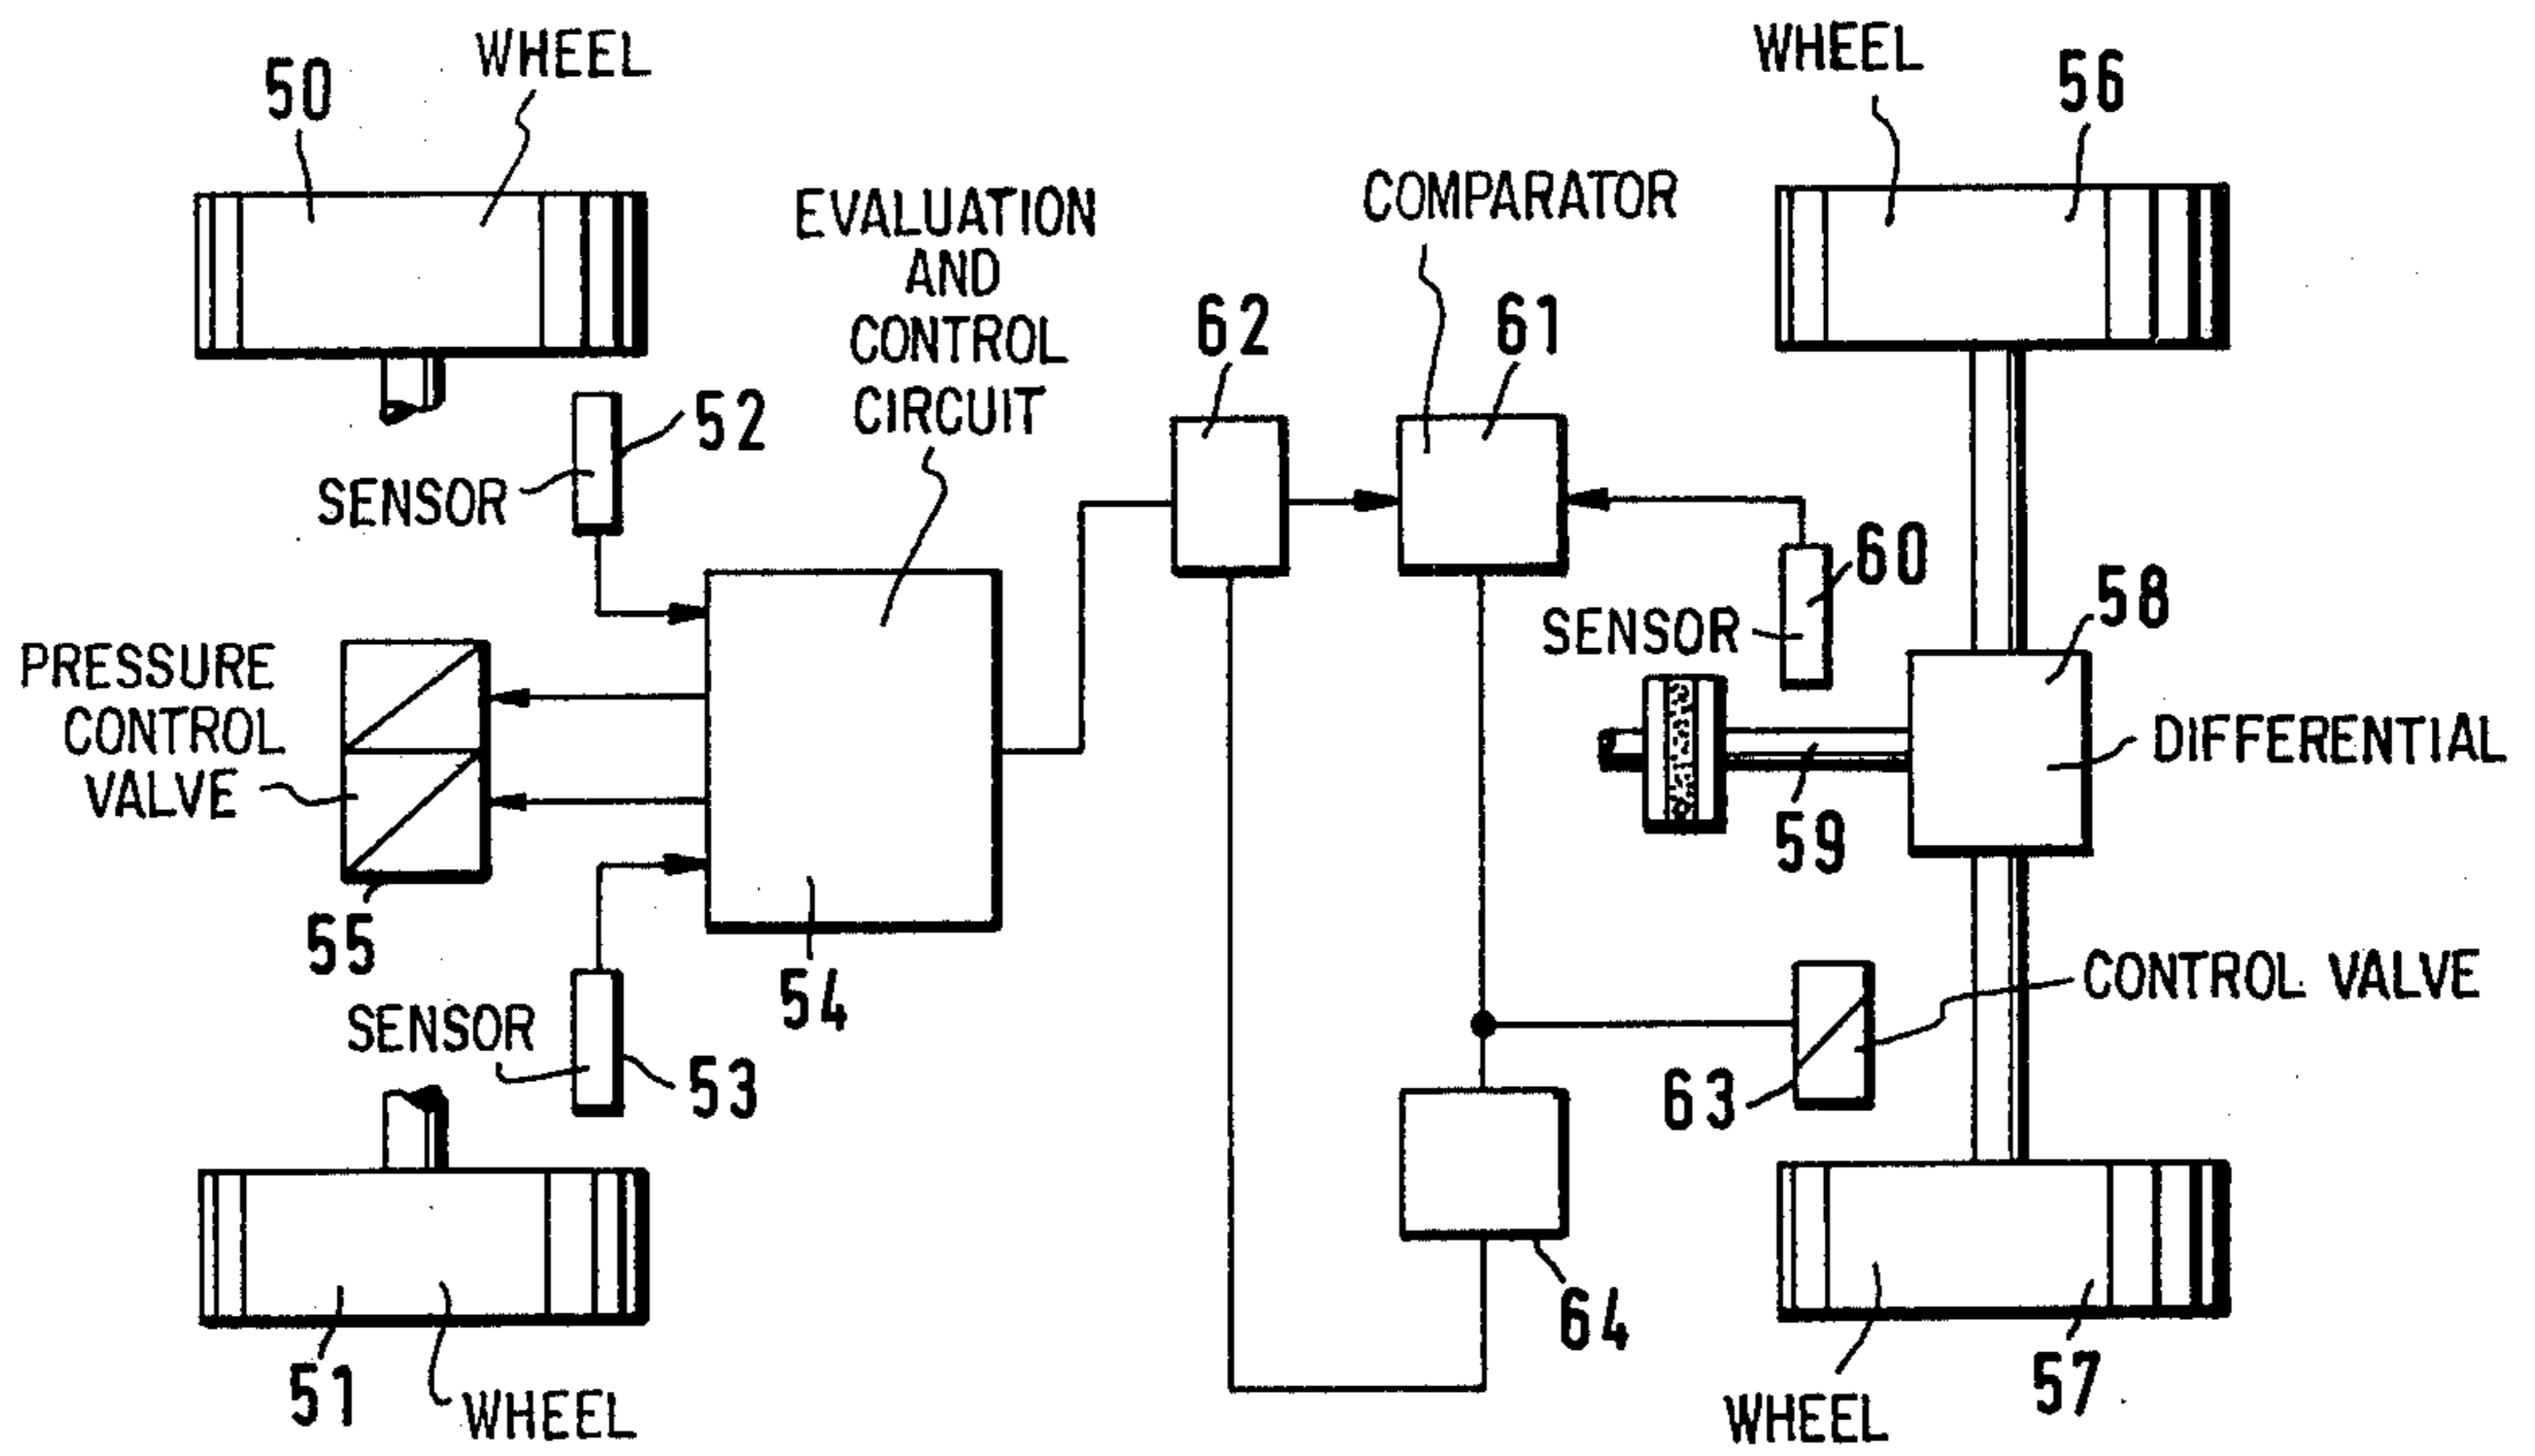 WHEEL
50
WHEEL
56
EVALUATION
AND
CONTROL
CIRCUIT
COMPARATOR
62
61
52
SENSOR
60
58
SENSOR
PRESSURE
CONTROL
VALVE
DIFFERENTIAL
59
55
54
SENSOR
53
CONTROL VALVE
63
64
51
WHEEL
57
WHEEL